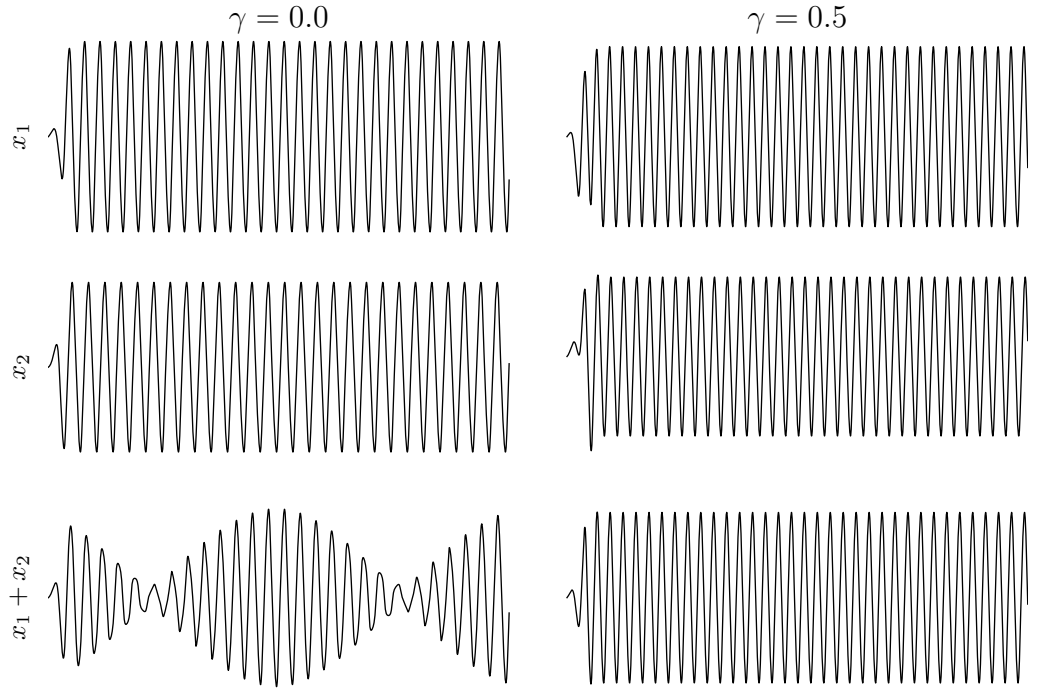 γ = 0.0
γ = 0.5
x₁
x₂
x₁ + x₂